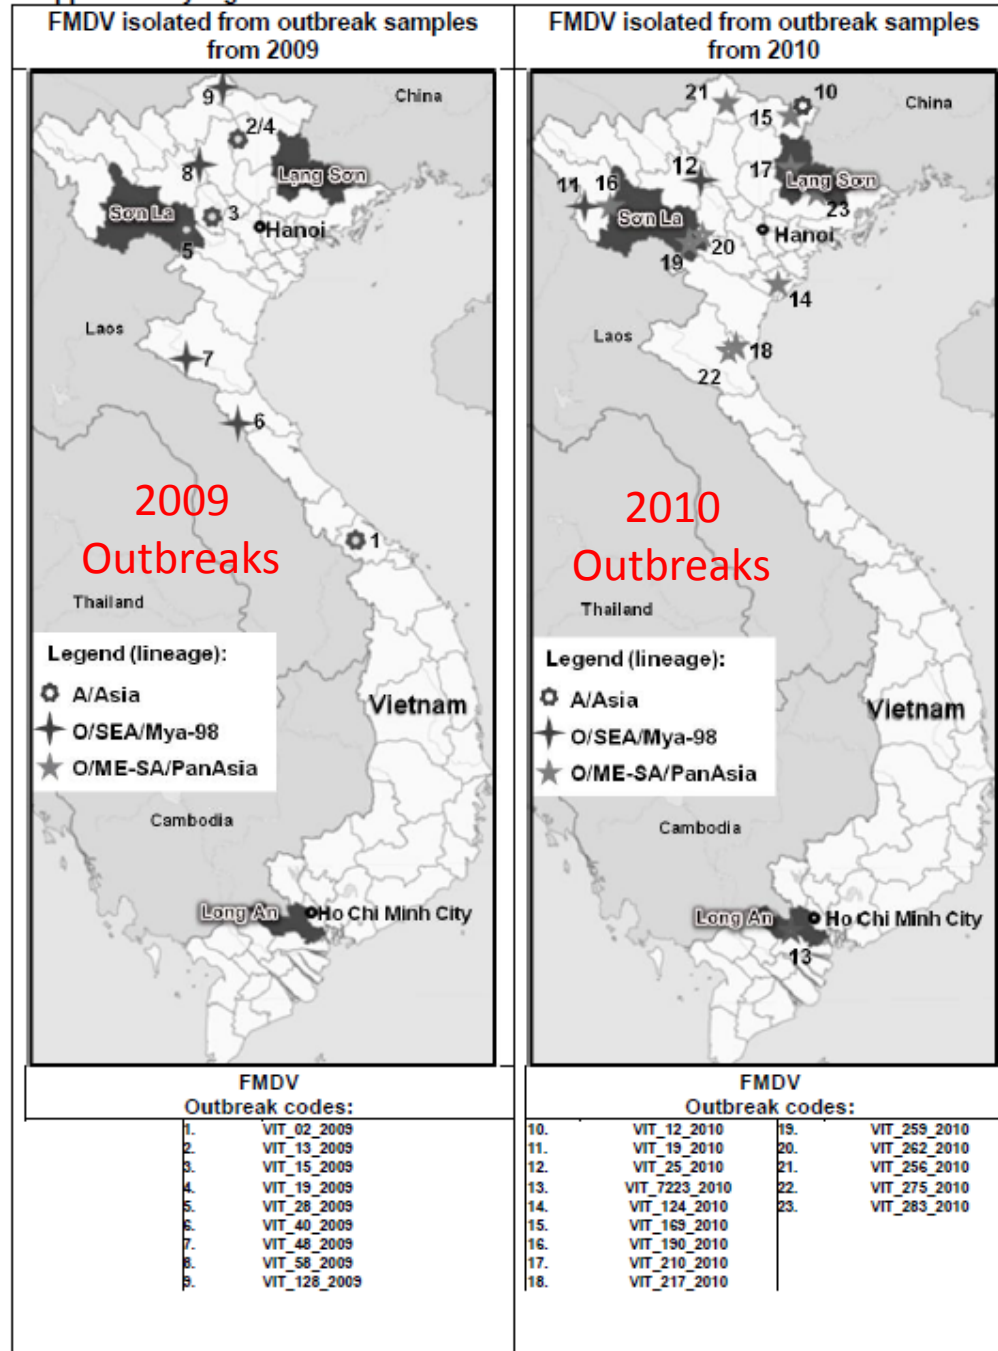 FMDV isolated from outbreak samples
from 2009
FMDV isolated from outbreak samples
from 2010
9
China
2/4
8
Lạng Sơn
Sơn La
3
Hanoi
5
Laos
7
6
2009
Outbreaks
1
Thailand
Legend (lineage):
A/Asia
O/SEA/Mya-98
O/ME-SA/PanAsia
Vietnam
Cambodia
Long An
Ho Chi Minh City
21
10
15
China
12
17
11
16
Lạng Sơn
23
Sơn La
Hanoi
20
19
14
Laos
18
22
2010
Outbreaks
Thailand
Legend (lineage):
A/Asia
O/SEA/Mya-98
O/ME-SA/PanAsia
Vietnam
Cambodia
Long An
Ho Chi Minh City
13
FMDV
Outbreak codes:
1. VIT_02_2009
2. VIT_13_2009
3. VIT_15_2009
4. VIT_19_2009
5. VIT_28_2009
6. VIT_40_2009
7. VIT_48_2009
8. VIT_58_2009
9. VIT_128_2009
FMDV
Outbreak codes:
10. VIT_12_2010
11. VIT_19_2010
12. VIT_25_2010
13. VIT_7223_2010
14. VIT_124_2010
15. VIT_169_2010
16. VIT_190_2010
17. VIT_210_2010
18. VIT_217_2010
19. VIT_259_2010
20. VIT_262_2010
21. VIT_256_2010
22. VIT_275_2010
23. VIT_283_2010